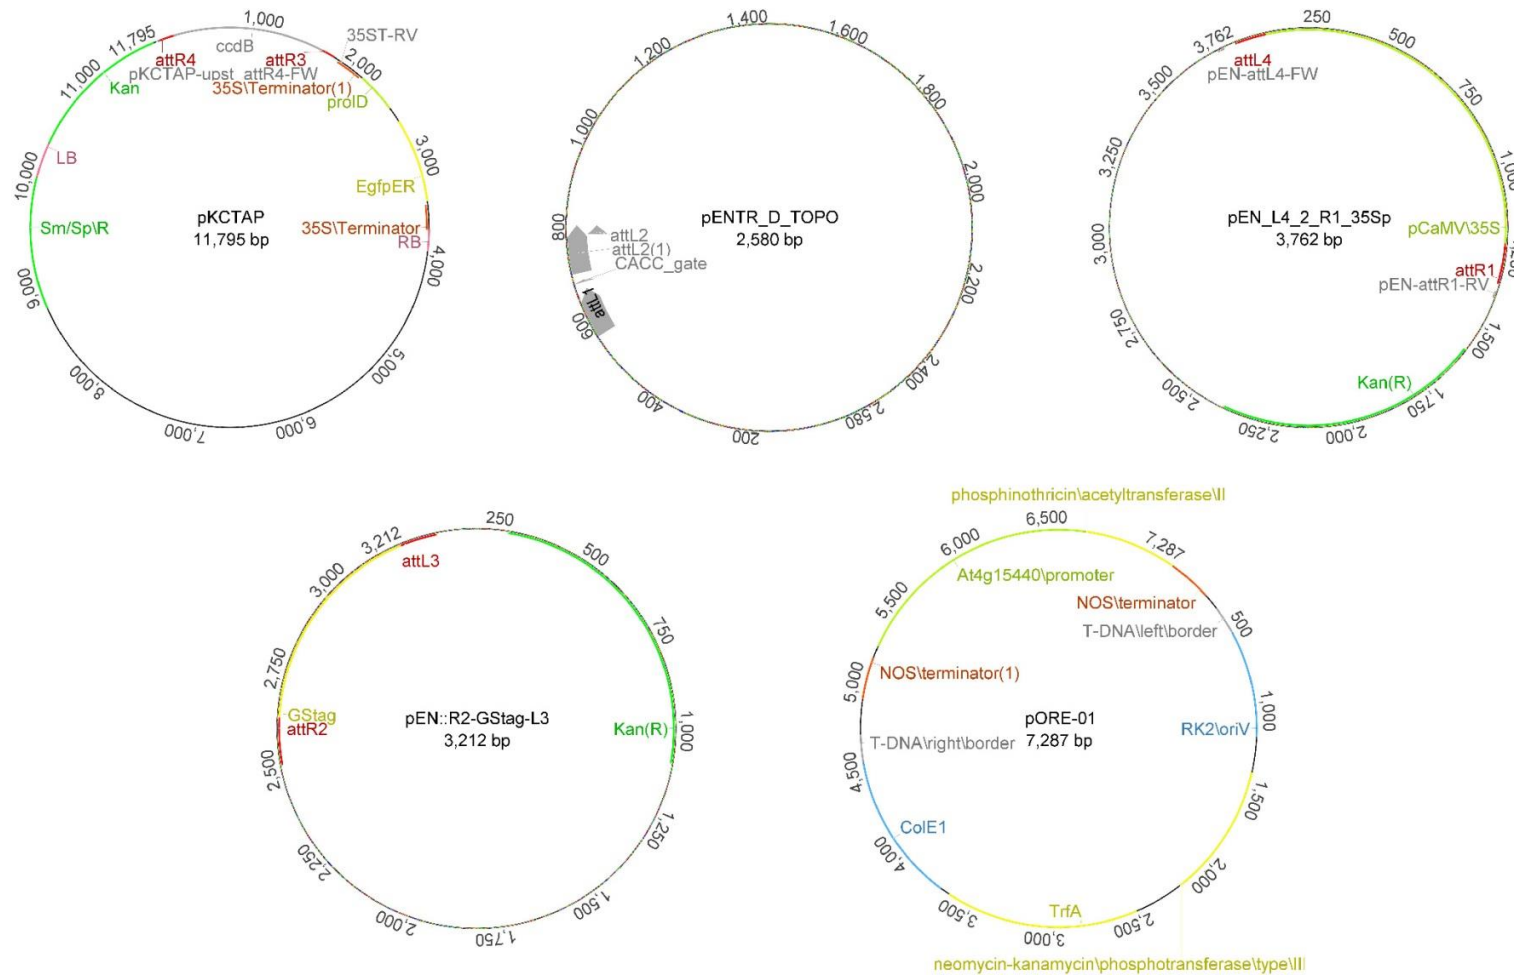 1,000
11,795
ccdB
35ST-RV
attR4
attR3
2,000
11,000
pKCTAP-upst_attR4-FW
Kan
35S\Terminator(1)
prolD
LB
3,000
10,000
EgfpER
pKCTAP
11,795 bp
Sm/Sp\R
35S\Terminator
RB
4,000
9,000
5,000
8,000
6,000
7,000
1,400
1,600
1,200
1,800
1,000
2,000
pENTR_D_TOPO
2,580 bp
800
attL2
attL2(1)
CACC_gate
attL1
600
2,200
2,400
400
2,580
200
250
3,762
500
attL4
pEN-attL4-FW
3,500
750
3,250
1,000
pEN_L4_2_R1_35Sp
3,762 bp
pCaMV\35S
3,000
attR1
pEN-attR1-RV
2,750
1,500
Kan(R)
1,750
2,500
2,250
2,000
250
3,212
500
attL3
3,000
750
2,750
GStag
attR2
pEN::R2-GStag-L3
3,212 bp
Kan(R)
1,000
2,500
1,250
2,250
1,500
2,000
1,750
phosphinothricin\acetyltransferase\II
6,500
7,287
6,000
At4g15440\promoter
5,500
NOS\terminator
T-DNA\left\border
500
5,000
NOS\terminator(1)
pORE-01
7,287 bp
1,000
RK2\oriV
T-DNA\right\border
4,500
1,500
ColE1
4,000
2,000
3,500
TrfA
2,500
3,000
neomycin-kanamycin\phosphotransferase\type\III